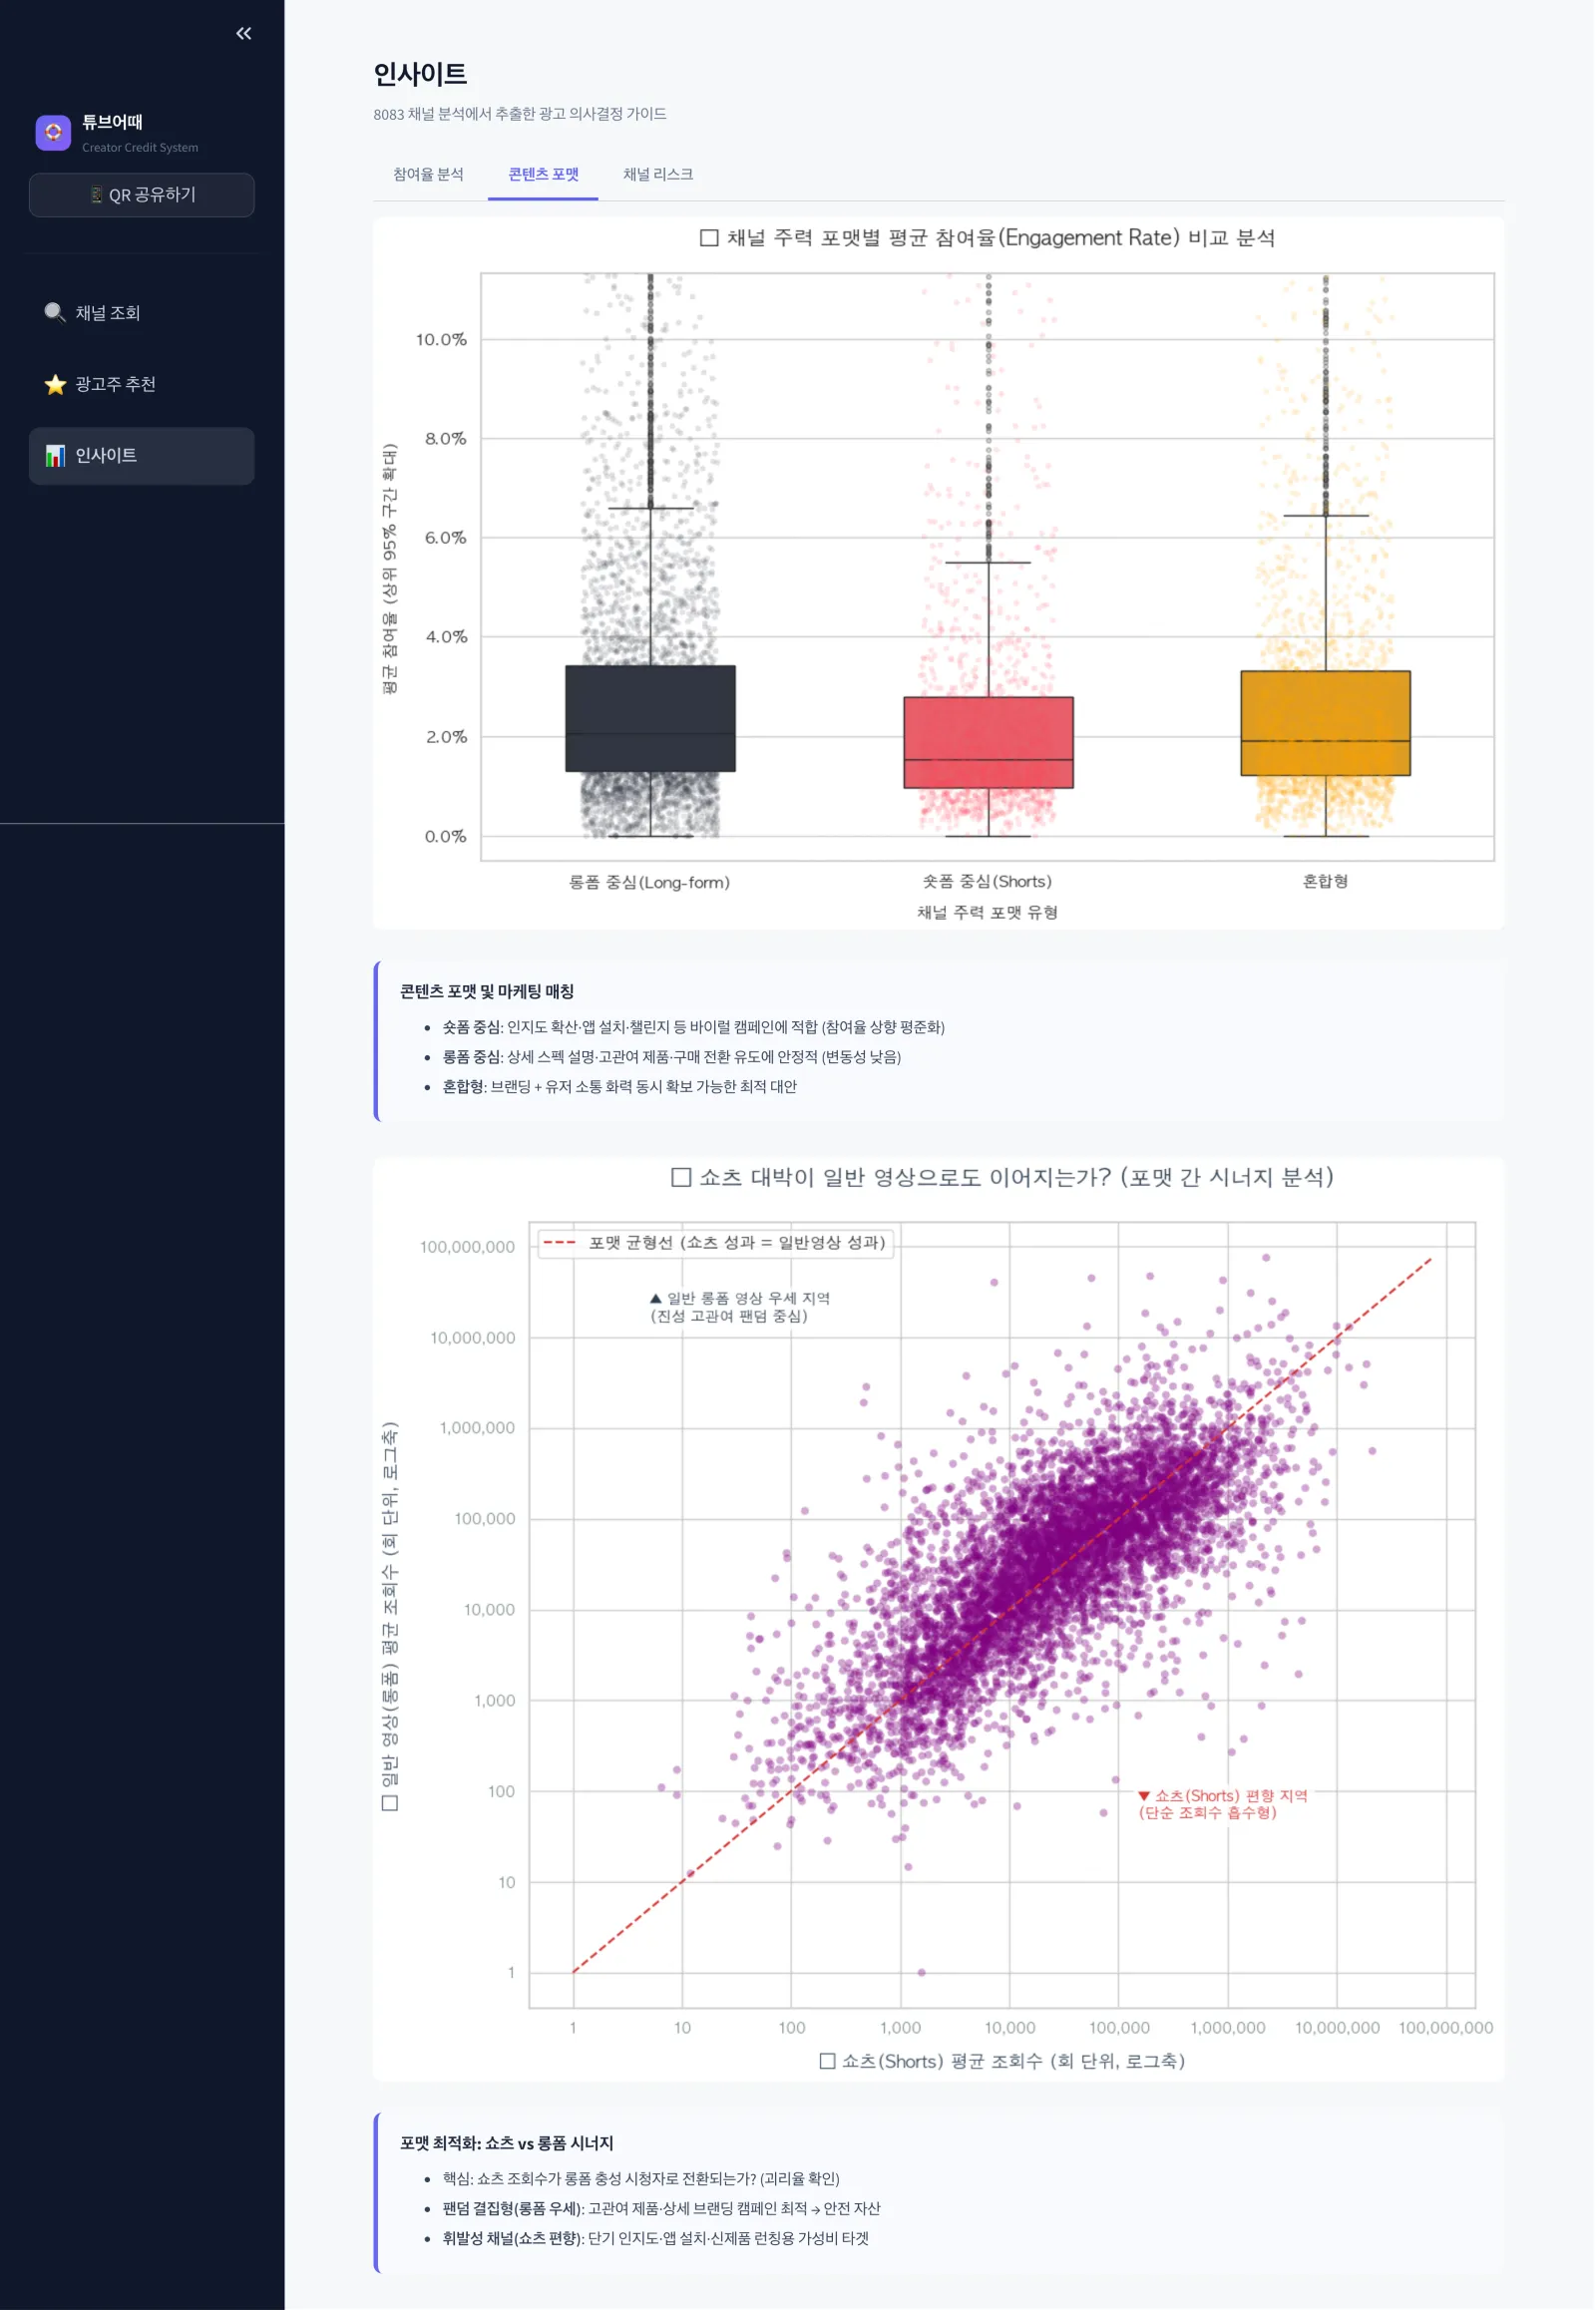 튜브어때
Creator Credit System
QR 공유하기
채널 조회
광고주 추천
인사이트
인사이트
8083 채널 분석에서 추출한 광고 의사결정 가이드
참여율 분석
콘텐츠 포맷
채널 리스크
□ 채널 주력 포맷별 평균 참여율(Engagement Rate) 비교 분석
평균 참여율 (상위 95% 구간 확대)
10.0%
8.0%
6.0%
4.0%
2.0%
0.0%
롱폼 중심(Long-form)
숏폼 중심(Shorts)
혼합형
채널 주력 포맷 유형
콘텐츠 포맷 및 마케팅 매칭
• 숏폼 중심: 인지도 확산·앱 설치·챌린지 등 바이럴 캠페인에 적합 (참여율 상향 평준화)
• 롱폼 중심: 상세 스펙 설명·고관여 제품·구매 전환 유도에 안정적 (변동성 낮음)
• 혼합형: 브랜딩 + 유저 소통 화력 동시 확보 가능한 최적 대안
□ 쇼츠 대박이 일반 영상으로도 이어지는가? (포맷 간 시너지 분석)
포맷 균형선 (쇼츠 성과 = 일반영상 성과)
▲ 일반 롱폼 영상 우세 지역
(진성 고관여 팬덤 중심)
□ 일반 영상(롱폼) 평균 조회수 (회 단위, 로그축)
100,000,000
10,000,000
1,000,000
100,000
10,000
1,000
100
10
1
▼ 쇼츠(Shorts) 편향 지역
(단순 조회수 흡수형)
1
10
100
1,000
10,000
100,000
1,000,000
10,000,000
100,000,000
□ 쇼츠(Shorts) 평균 조회수 (회 단위, 로그축)
포맷 최적화: 쇼츠 vs 롱폼 시너지
• 핵심: 쇼츠 조회수가 롱폼 충성 시청자로 전환되는가? (괴리율 확인)
• 팬덤 결집형(롱폼 우세): 고관여 제품·상세 브랜딩 캠페인 최적 → 안전 자산
• 휘발성 채널(쇼츠 편향): 단기 인지도·앱 설치·신제품 런칭용 가성비 타겟